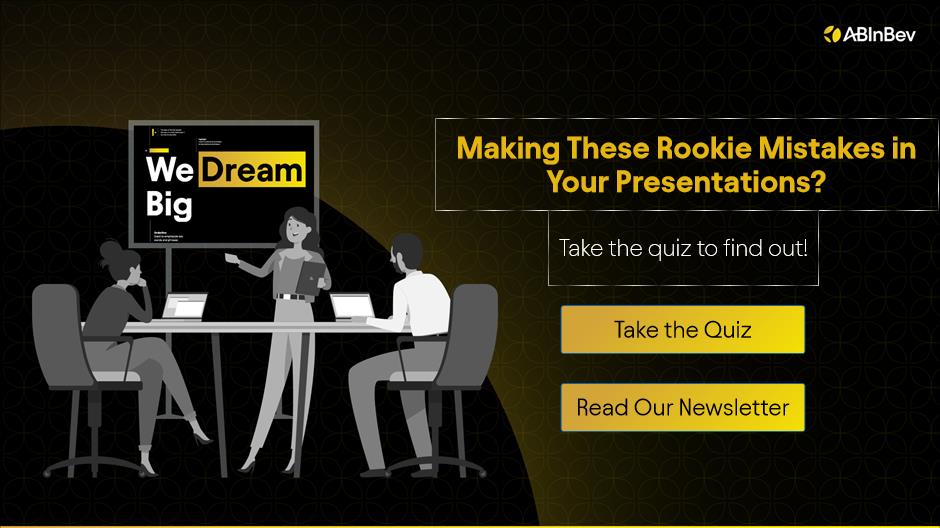 ABInBev
We Dream
Big
Making These Rookie Mistakes in
Your Presentations?
Take the quiz to find out!
Take the Quiz
Read Our Newsletter